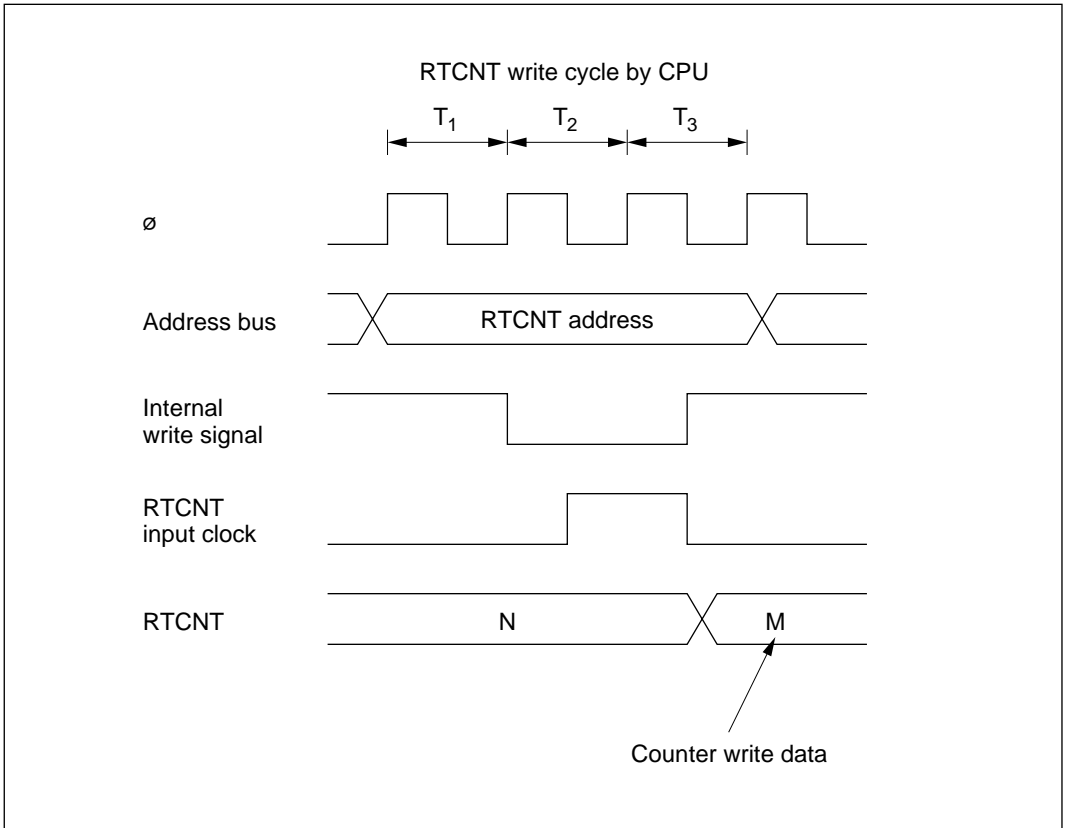 RTCNT write cycle by CPU
T1 T2 T3
ø
Address bus
RTCNT address
Internal
write signal
RTCNT
input clock
RTCNT
N
M
Counter write data